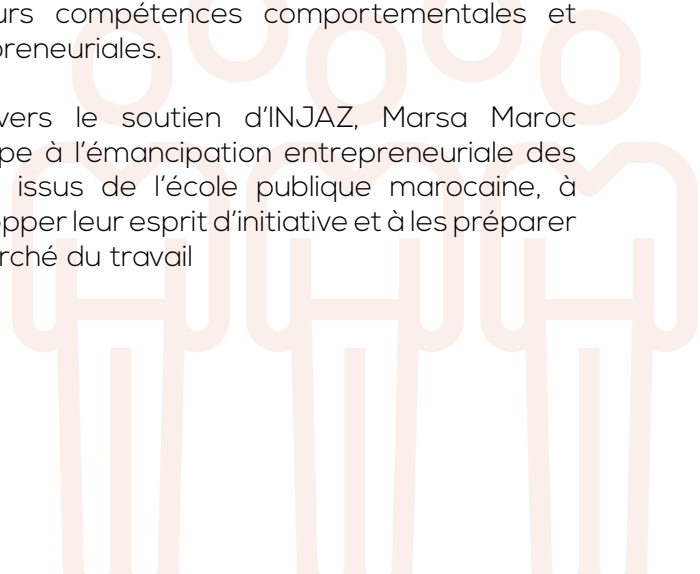 urs compétences comportementales et
preneuriales.
vers le soutien d'INJAZ, Marsa Maroc
pe à l'émancipation entrepreneuriale des
issus de l'école publique marocaine, à
pper leur esprit d'initiative et à les préparer
rché du travail